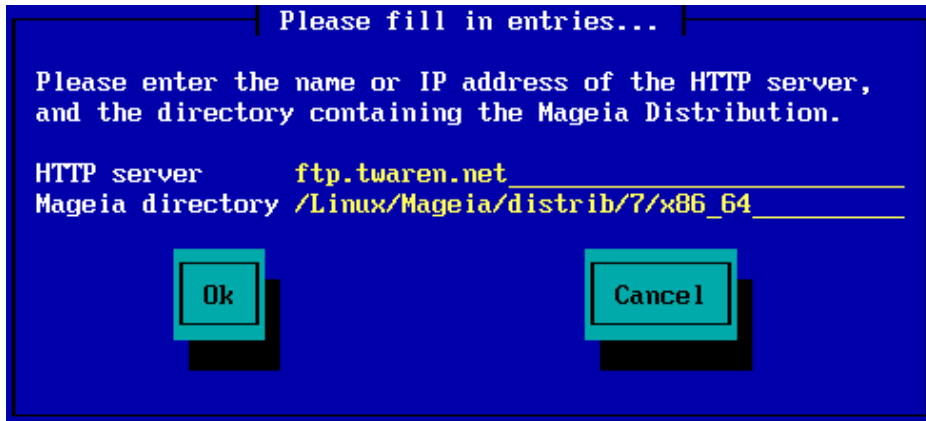 Please fill in entries...
Please enter the name or IP address of the HTTP server,
and the directory containing the Mageia Distribution.
HTTP server ftp.twaren.net
Mageia directory /Linux/Mageia/distrib/7/x86_64
Ok Cancel